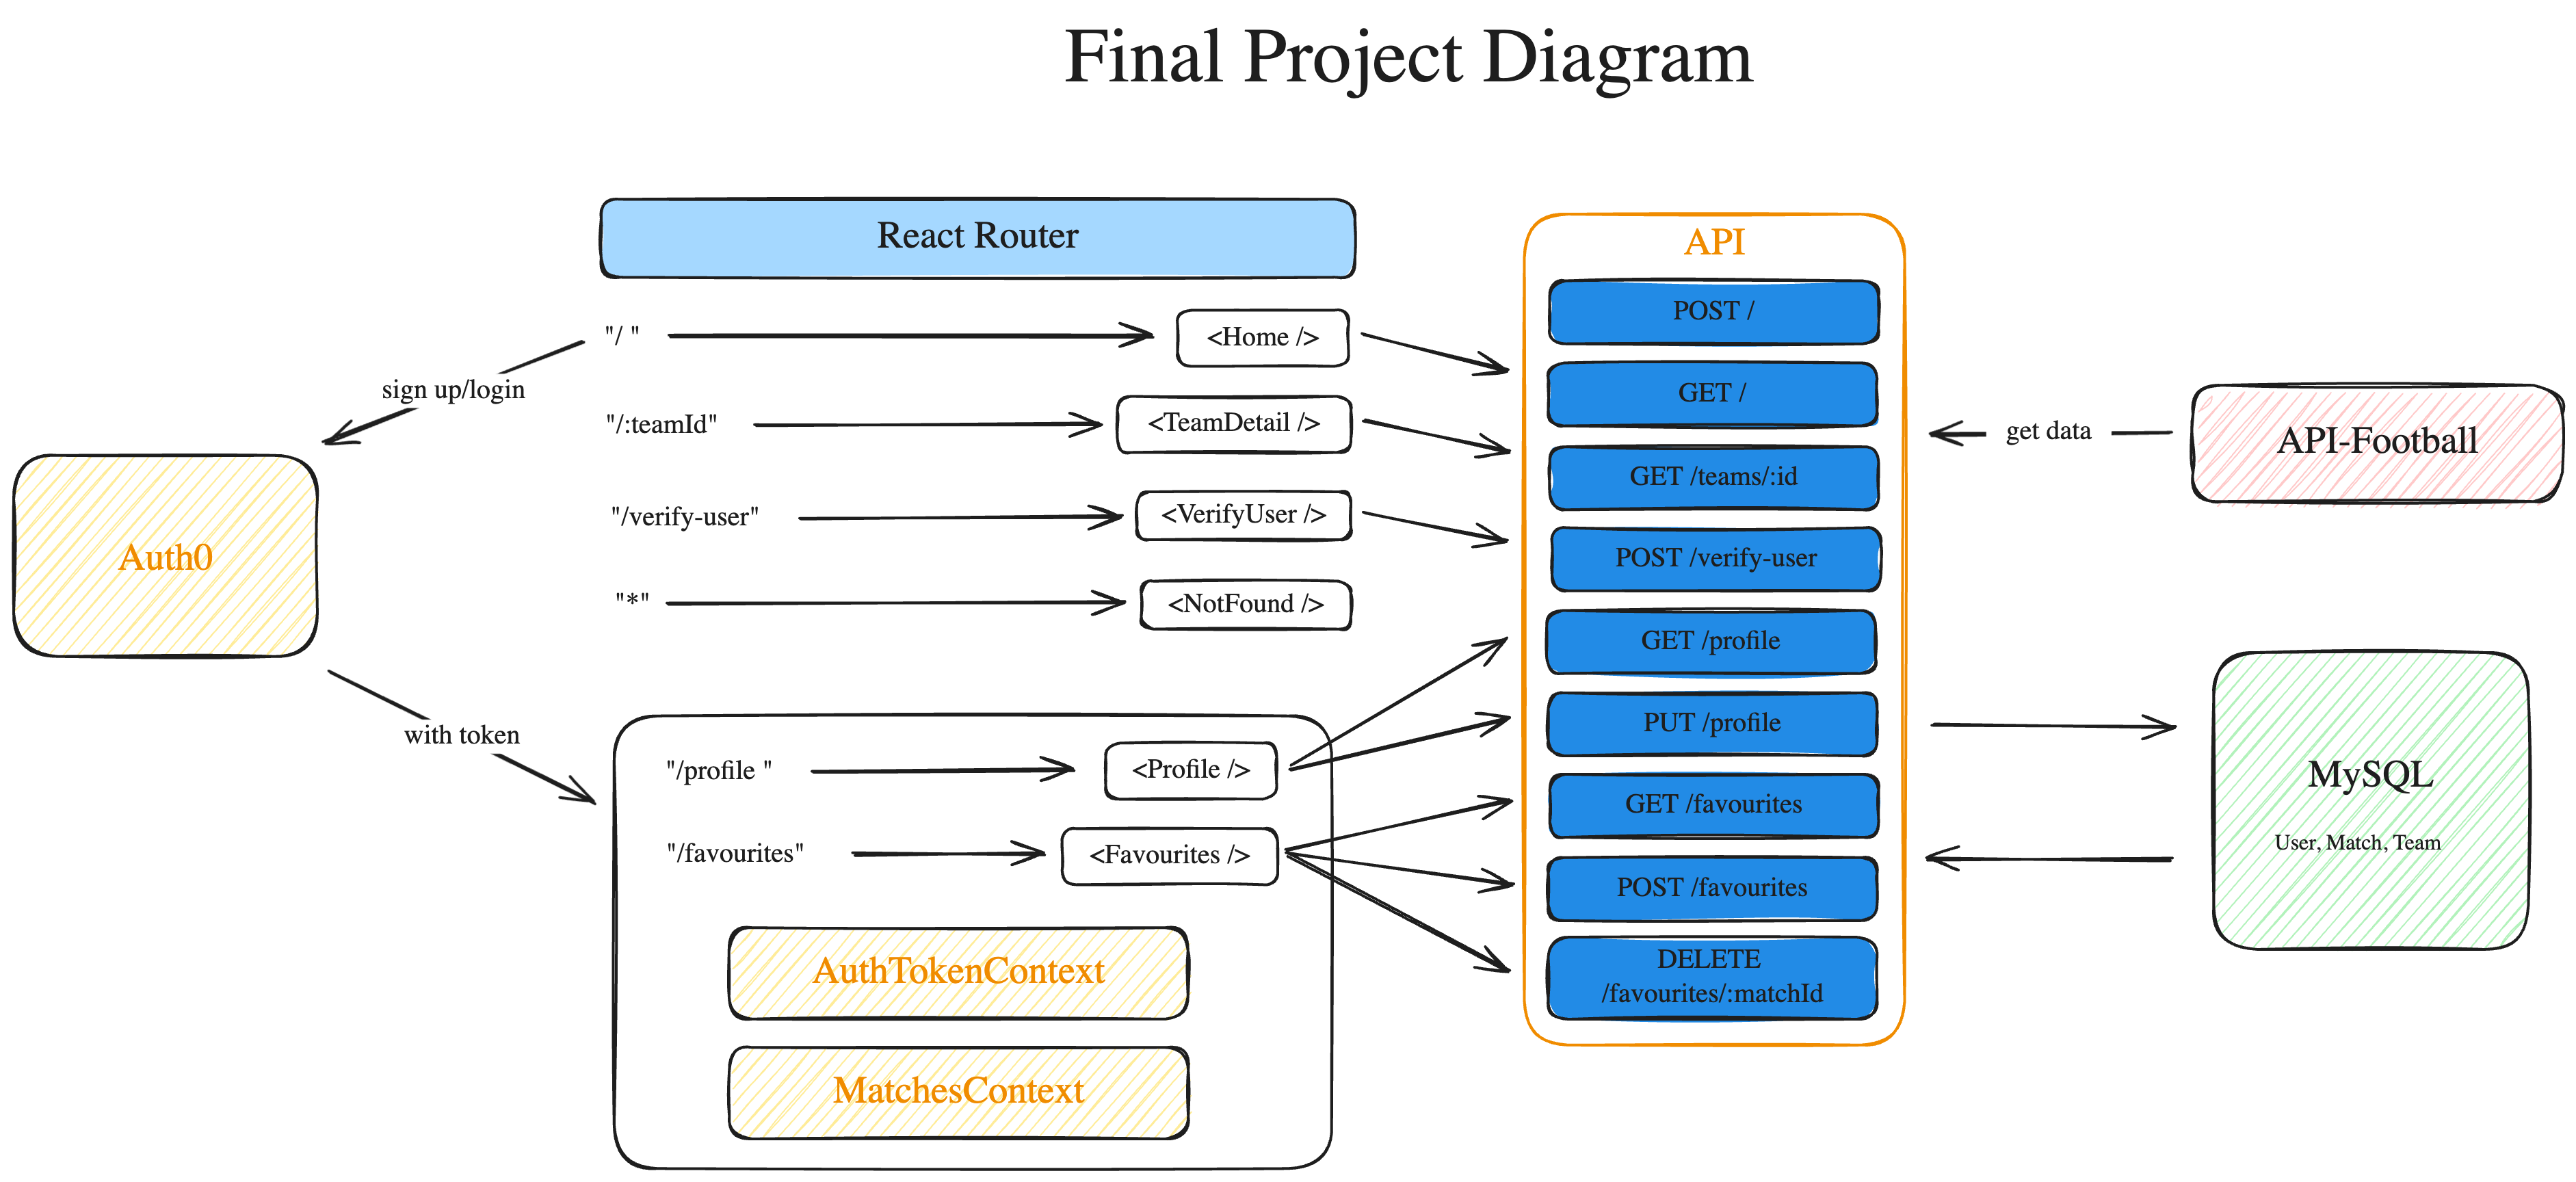 Final Project Diagram
React Router
"/ "
<Home />
sign up/login
"/:teamId"
<TeamDetail />
"/verify-user"
<VerifyUser />
"*"
<NotFound />
Auth0
with token
"/profile "
<Profile />
"/favourites"
<Favourites />
AuthTokenContext
MatchesContext
API
POST /
GET /
GET /teams/:id
POST /verify-user
GET /profile
PUT /profile
GET /favourites
POST /favourites
DELETE
/favourites/:matchId
get data
API-Football
MySQL
User, Match, Team